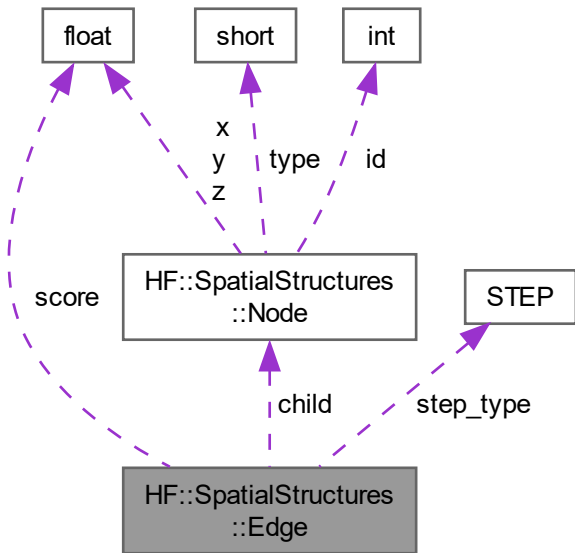 float
short
int
x
y
z
type
id
HF::SpatialStructures
::Node
score
STEP
child
step_type
HF::SpatialStructures
::Edge